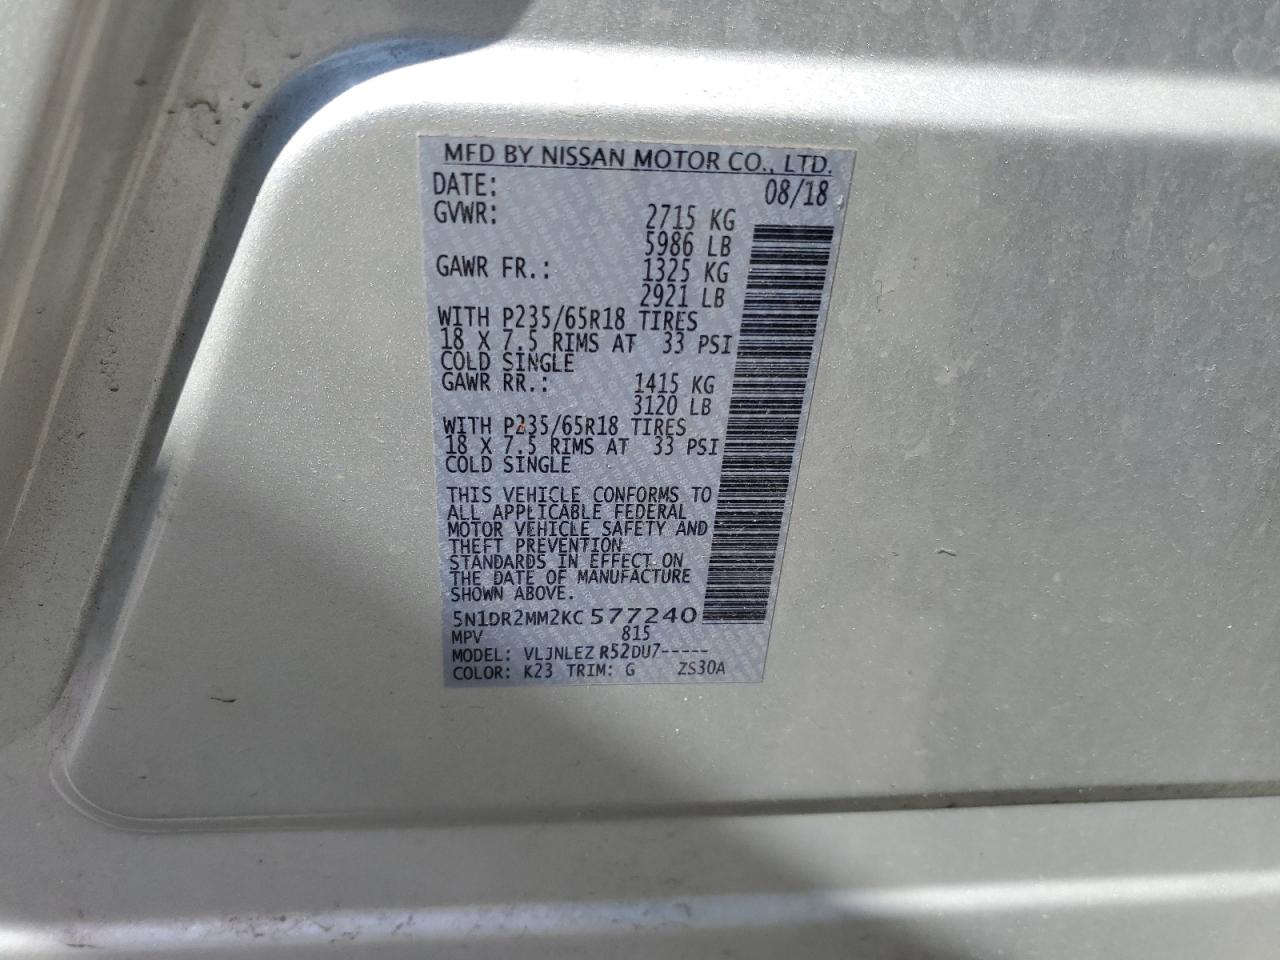 MFD BY NISSAN MOTOR CO., LTD.
DATE: 08/18
GVWR: 2715 KG
5986 LB
GAWR FR.: 1325 KG
2921 LB
WITH P235/65R18 TIRES
18 X 7.5 RIMS AT 33 PSI
COLD SINGLE
GAWR RR.: 1415 KG
3120 LB
WITH P235/65R18 TIRES
18 X 7.5 RIMS AT 33 PSI
COLD SINGLE
THIS VEHICLE CONFORMS TO
ALL APPLICABLE FEDERAL
MOTOR VEHICLE SAFETY AND
THEFT PREVENTION
STANDARDS IN EFFECT ON
THE DATE OF MANUFACTURE
SHOWN ABOVE.
5N1DR2MM2KC577240
MPV 815
MODEL: VLJNLEZ R52DU7-----
COLOR: K23 TRIM: G ZS30A